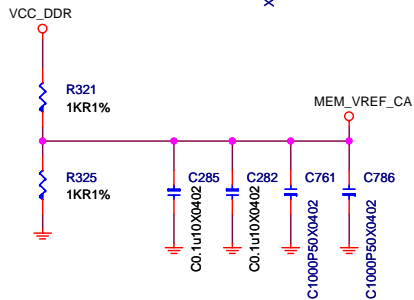 VCC_DDR
X
R321
1KR1%
MEM_VREF_CA
R325
1KR1%
C285
C0.1u10X0402
C282
C0.1u10X0402
C761
C1000P50X0402
C786
C1000P50X0402